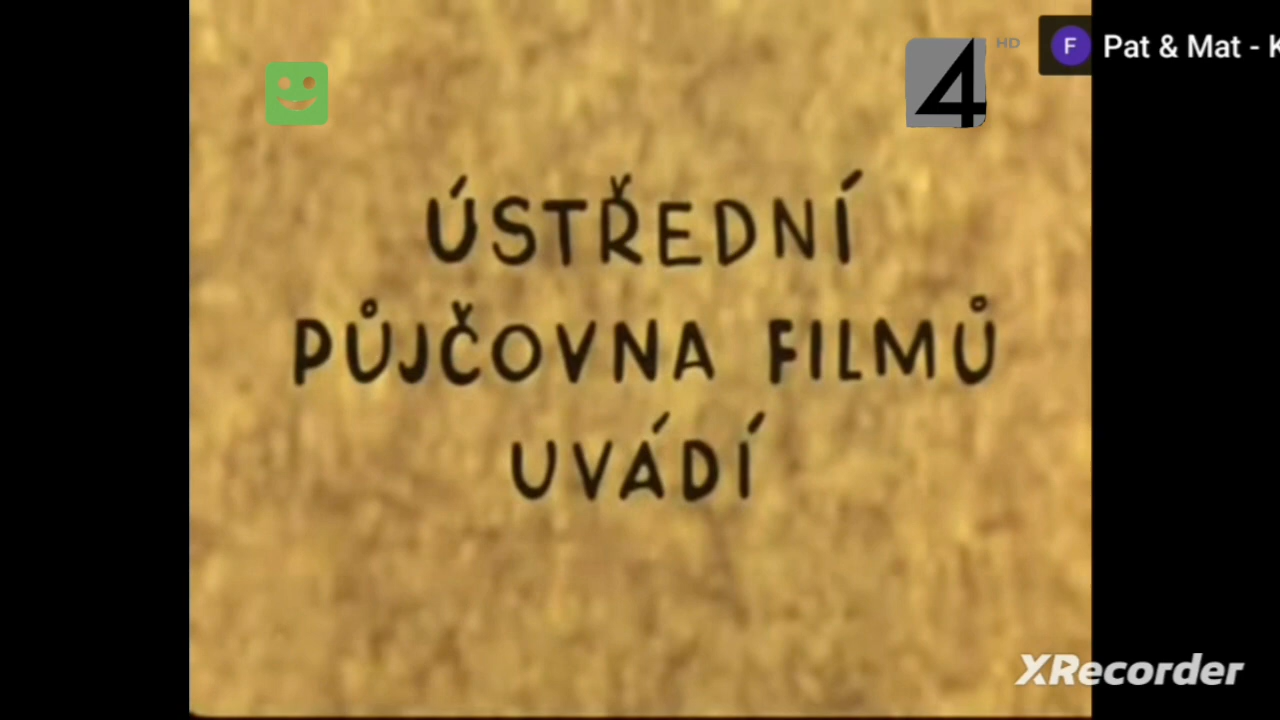 HD
4
F Pat & Mat - K
ÚSTŘEDNÍ
PŮJČOVNA FILMŮ
UVÁDÍ
XRecorder